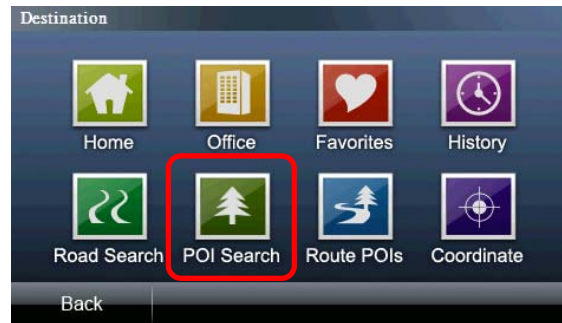 Destination
Home Office Favorites History
Road Search POI Search Route POIs Coordinate
Back